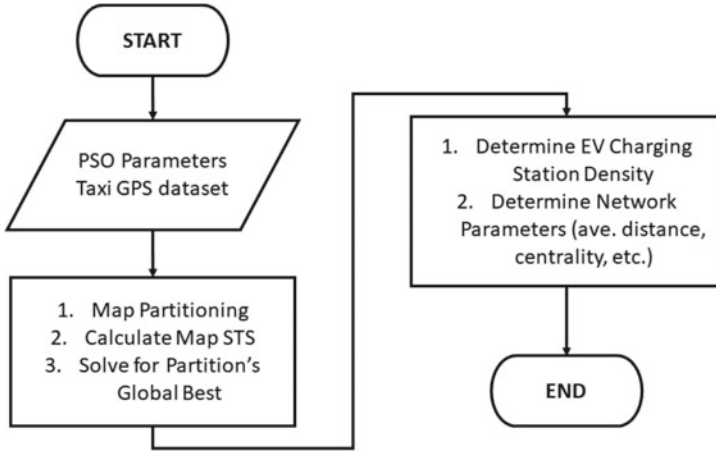 START
PSO Parameters
Taxi GPS dataset
1. Map Partitioning
2. Calculate Map STS
3. Solve for Partition's
Global Best
1. Determine EV Charging
Station Density
2. Determine Network
Parameters (ave. distance,
centrality, etc.)
END